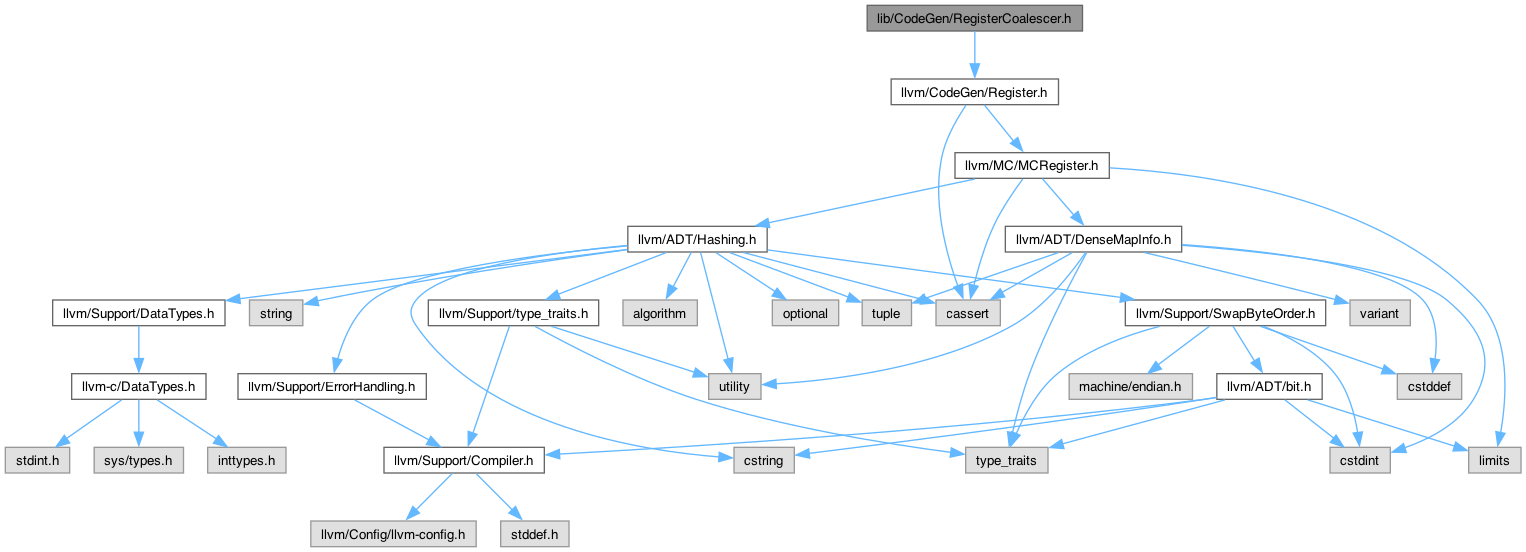 lib/CodeGen/RegisterCoalescer.h
llvm/CodeGen/Register.h
llvm/MC/MCRegister.h
llvm/ADT/Hashing.h
llvm/ADT/DenseMapInfo.h
llvm/Support/DataTypes.h
string
llvm/Support/type_traits.h
algorithm
optional
tuple
cassert
llvm/Support/SwapByteOrder.h
variant
llvm-c/DataTypes.h
llvm/Support/ErrorHandling.h
utility
machine/endian.h
llvm/ADT/bit.h
cstddef
stdint.h
sys/types.h
inttypes.h
llvm/Support/Compiler.h
cstring
type_traits
cstdint
limits
llvm/Config/llvm-config.h
stddef.h